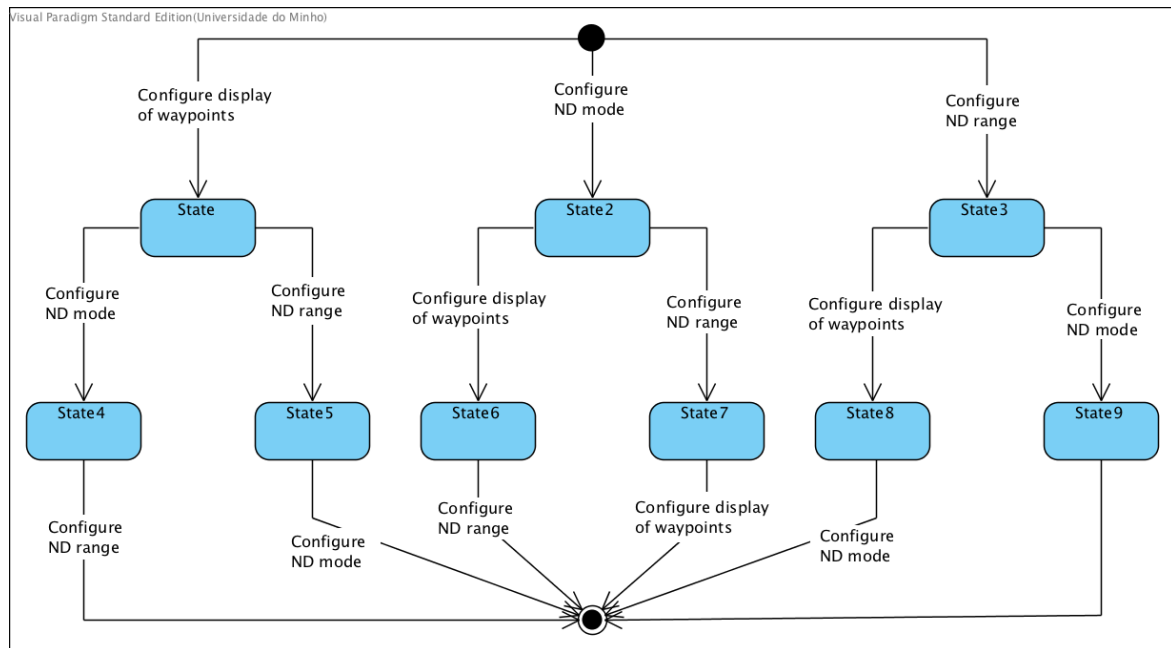 Visual Paradigm Standard Edition(Universidade do Minho)
Configure display
of waypoints
Configure
ND mode
Configure
ND range
State
State2
State3
Configure
ND mode
Configure
ND range
Configure display
of waypoints
Configure
ND range
Configure display
of waypoints
Configure
ND mode
State4
State5
State6
State7
State8
State9
Configure
ND range
Configure
ND mode
Configure
ND range
Configure display
of waypoints
Configure
ND mode